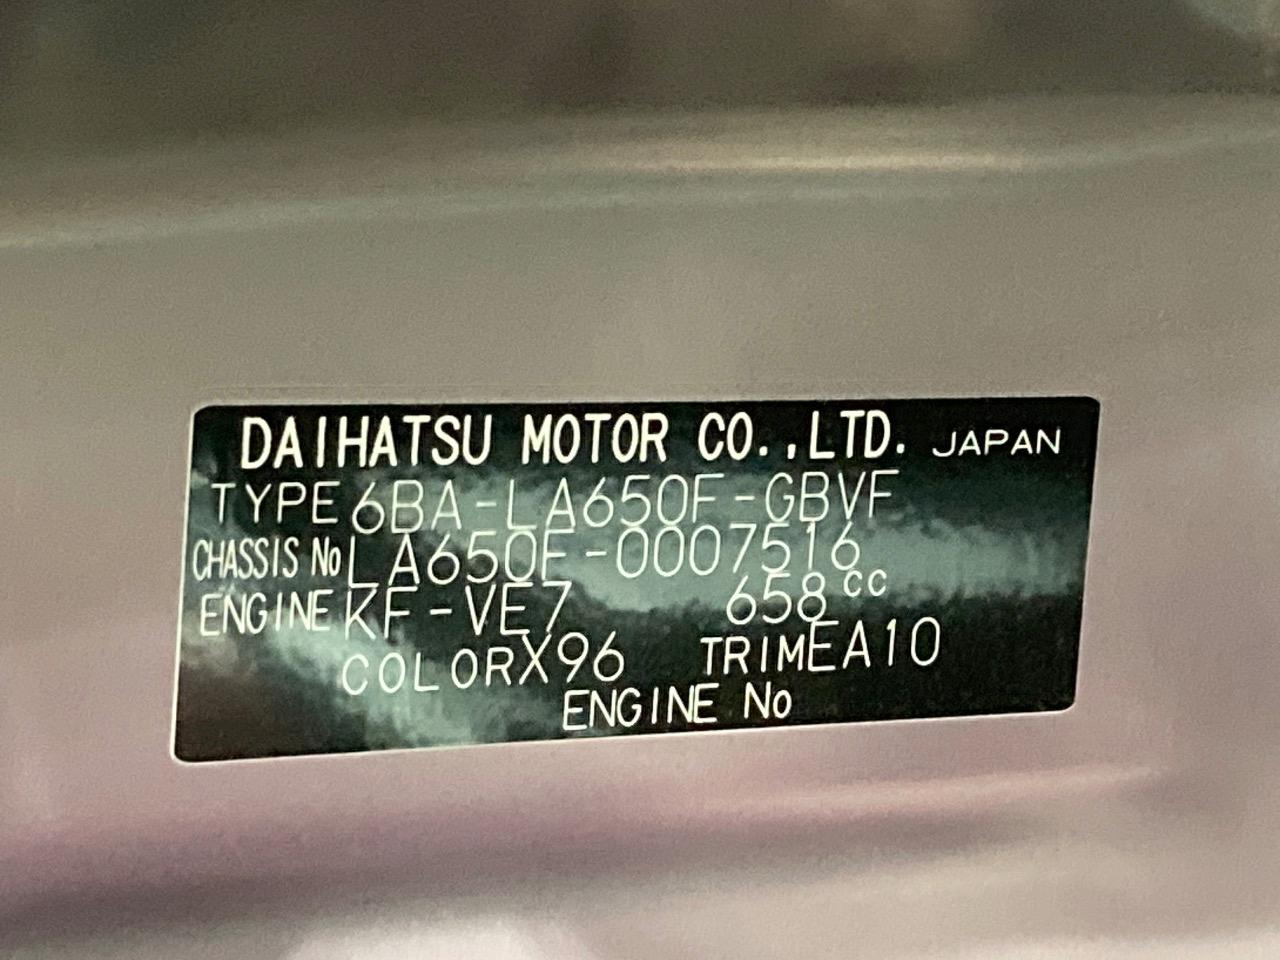 DAIHATSU MOTOR CO.,LTD. JAPAN
TYPE 6BA-LA650F-GBVF
CHASSIS No LA650F-0007516
ENGINE KF-VE7 658cc
COLOR X96 TRIM EA10
ENGINE No